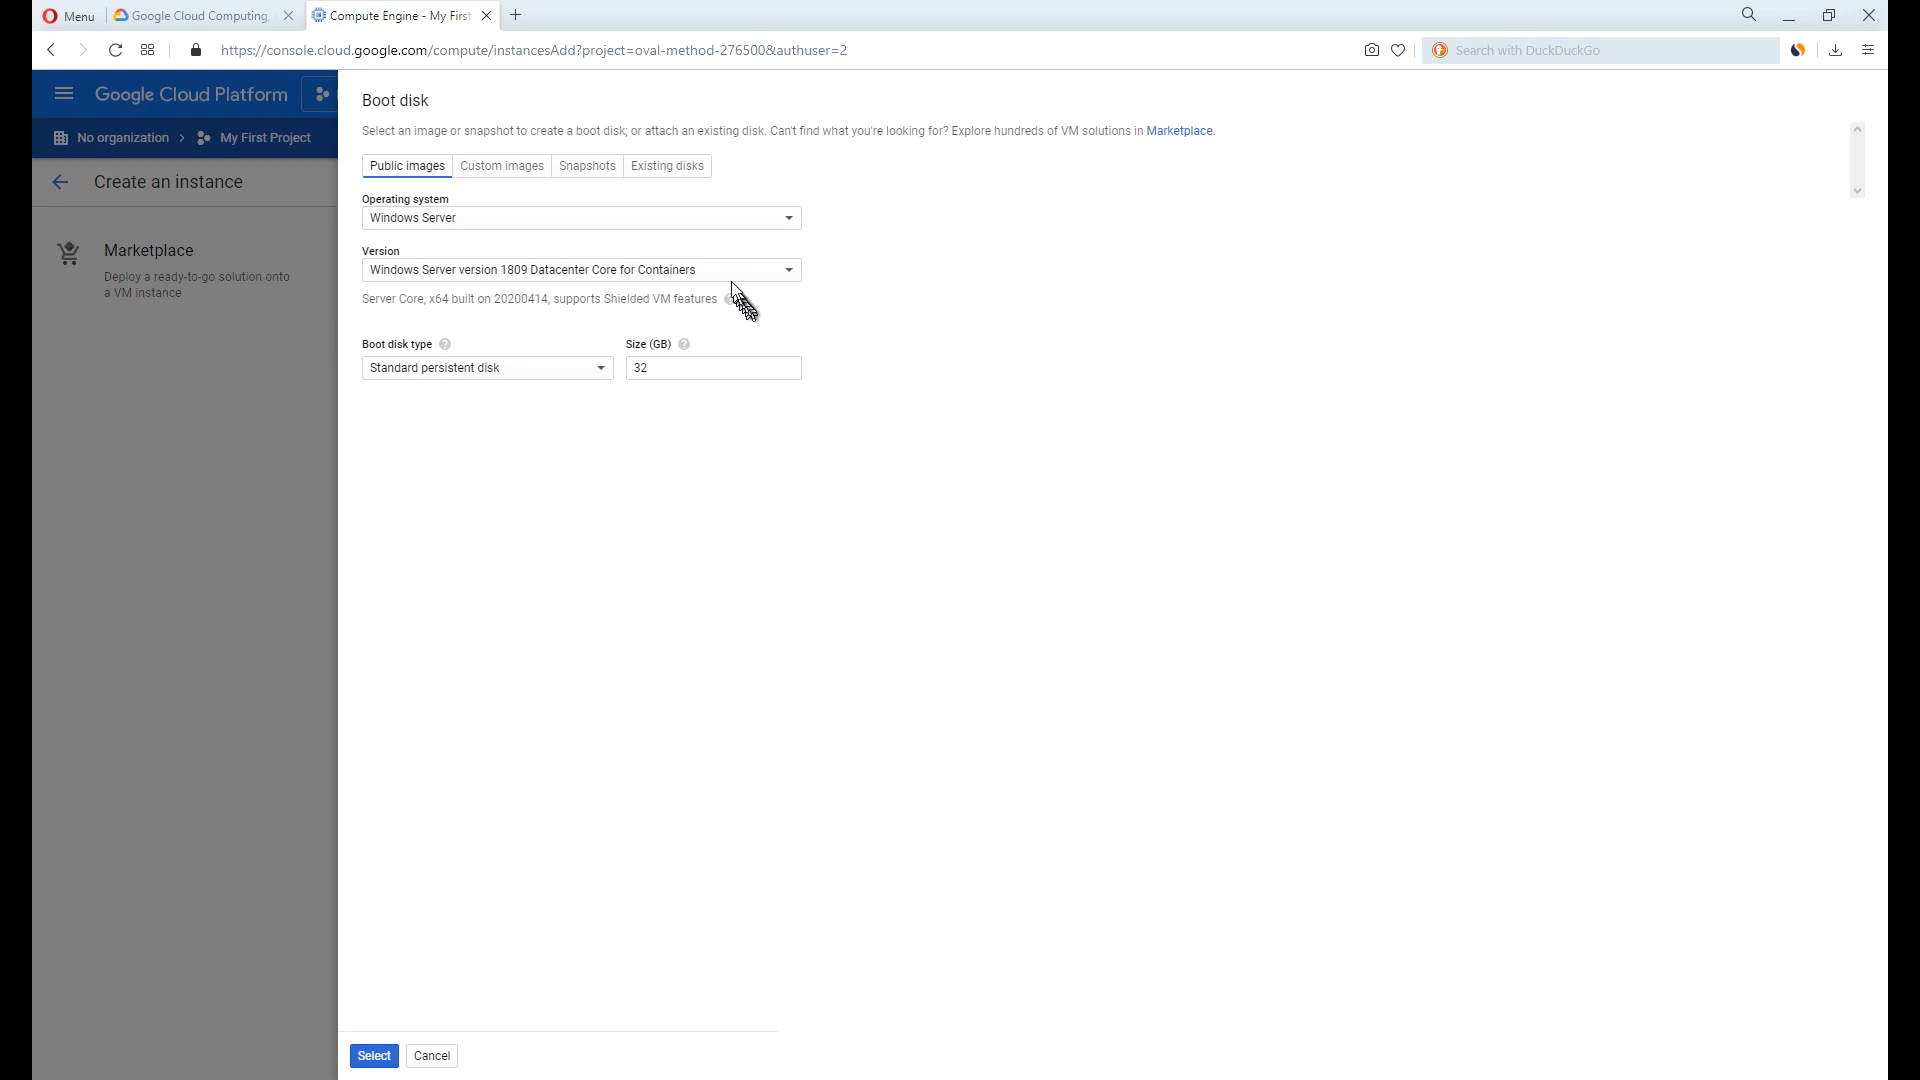 Menu
Google Cloud Computing,
Compute Engine - My First
https://console.cloud.google.com/compute/instancesAdd?project=oval-method-276500&authuser=2
Search with DuckDuckGo
Google Cloud Platform
No organization
My First Project
Create an instance
Marketplace
Deploy a ready-to-go solution onto
a VM instance
Boot disk
Select an image or snapshot to create a boot disk; or attach an existing disk. Can't find what you're looking for? Explore hundreds of VM solutions in Marketplace.
Public images
Custom images
Snapshots
Existing disks
Operating system
Windows Server
Version
Windows Server version 1809 Datacenter Core for Containers
Server Core, x64 built on 20200414, supports Shielded VM features
Boot disk type ?
Size (GB) ?
Standard persistent disk
32
Select
Cancel